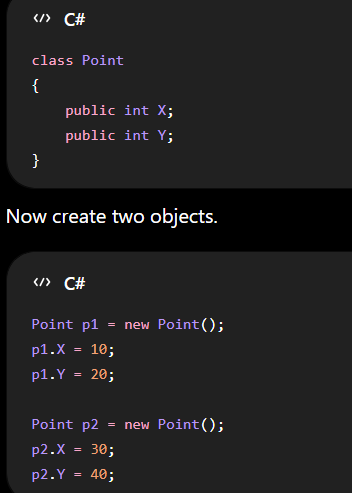 </> C#
class Point
{
    public int X;
    public int Y;
}
Now create two objects.
</> C#
Point p1 = new Point();
p1.X = 10;
p1.Y = 20;

Point p2 = new Point();
p2.X = 30;
p2.Y = 40;